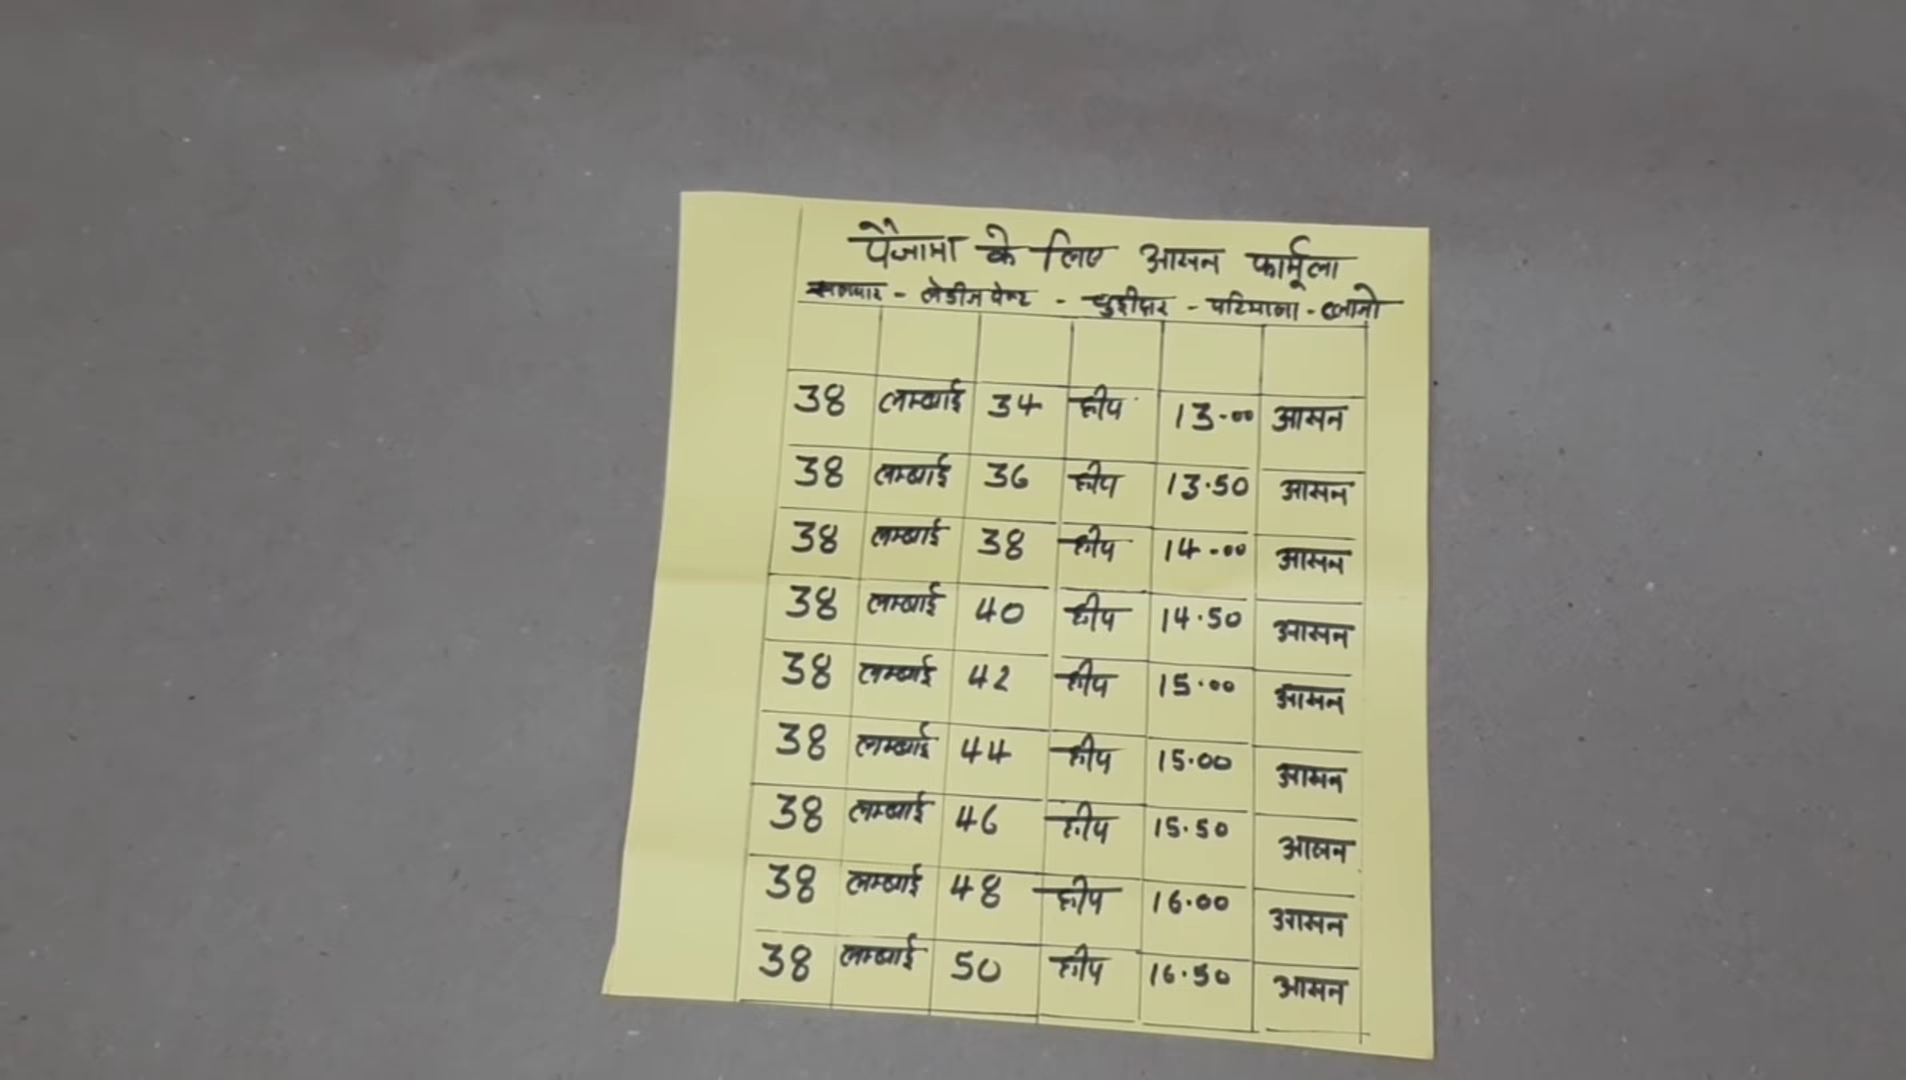 पैजामा के लिए आसन फार्मूला
सलवार - लेडीज पेन्ट - चुडीदार - पटियाला - प्लाजो
38 लम्बाई 34 हीप 13-00 आसन
38 लम्बाई 36 हीप 13.50 आसन
38 लम्बाई 38 हीप 14-00 आसन
38 लम्बाई 40 हीप 14.50 आसन
38 लम्बाई 42 हीप 15.00 आसन
38 लम्बाई 44 हीप 15.00 आसन
38 लम्बाई 46 हीप 15.50 आसन
38 लम्बाई 48 हीप 16.00 आसन
38 लम्बाई 50 हीप 16.50 आसन